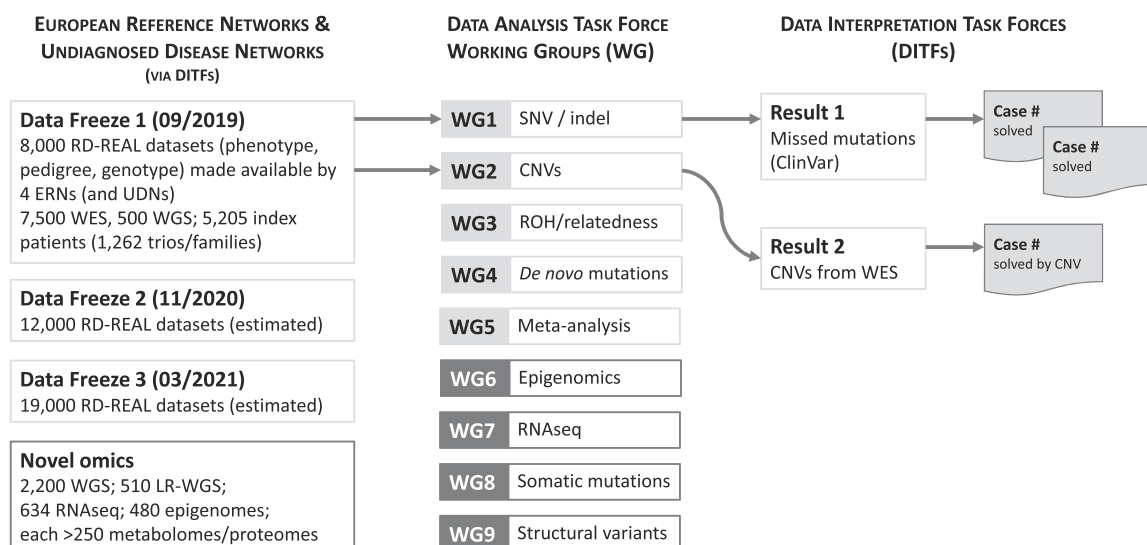 EUROPEAN REFERENCE NETWORKS &
UNDIAGNOSED DISEASE NETWORKS
(VIA DITFs)
Data Freeze 1 (09/2019)
8,000 RD-REAL datasets (phenotype,
pedigree, genotype) made available by
4 ERNs (and UDNs)
7,500 WES, 500 WGS; 5,205 index
patients (1,262 trios/families)
Data Freeze 2 (11/2020)
12,000 RD-REAL datasets (estimated)
Data Freeze 3 (03/2021)
19,000 RD-REAL datasets (estimated)
Novel omics
2,200 WGS; 510 LR-WGS;
634 RNAseq; 480 epigenomes;
each >250 metabolomes/proteomes
DATA ANALYSIS TASK FORCE
WORKING GROUPS (WG)
WG1 SNV / indel
WG2 CNVs
WG3 ROH/relatedness
WG4 De novo mutations
WG5 Meta-analysis
WG6 Epigenomics
WG7 RNAseq
WG8 Somatic mutations
WG9 Structural variants
DATA INTERPRETATION TASK FORCES
(DITFs)
Result 1
Missed mutations
(ClinVar)
Case #
solved
Case #
solved
Result 2
CNVs from WES
Case #
solved by CNV